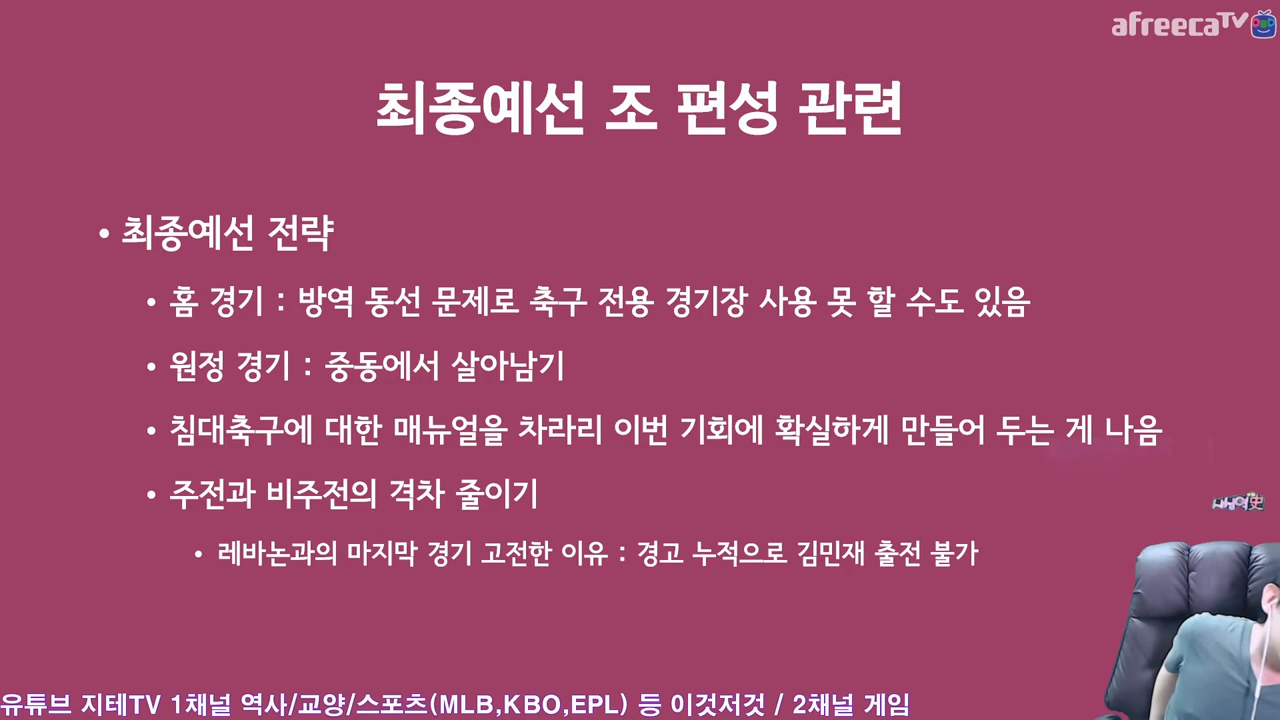 afreecaTV
최종예선 조 편성 관련
• 최종예선 전략
• 홈 경기 : 방역 동선 문제로 축구 전용 경기장 사용 못 할 수도 있음
• 원정 경기 : 중동에서 살아남기
• 침대축구에 대한 매뉴얼을 차라리 이번 기회에 확실하게 만들어 두는 게 나음
• 주전과 비주전의 격차 줄이기
• 레바논과의 마지막 경기 고전한 이유 : 경고 누적으로 김민재 출전 불가
유튜브 지테TV 1채널 역사/교양/스포츠(MLB,KBO,EPL) 등 이것저것 / 2채널 게임